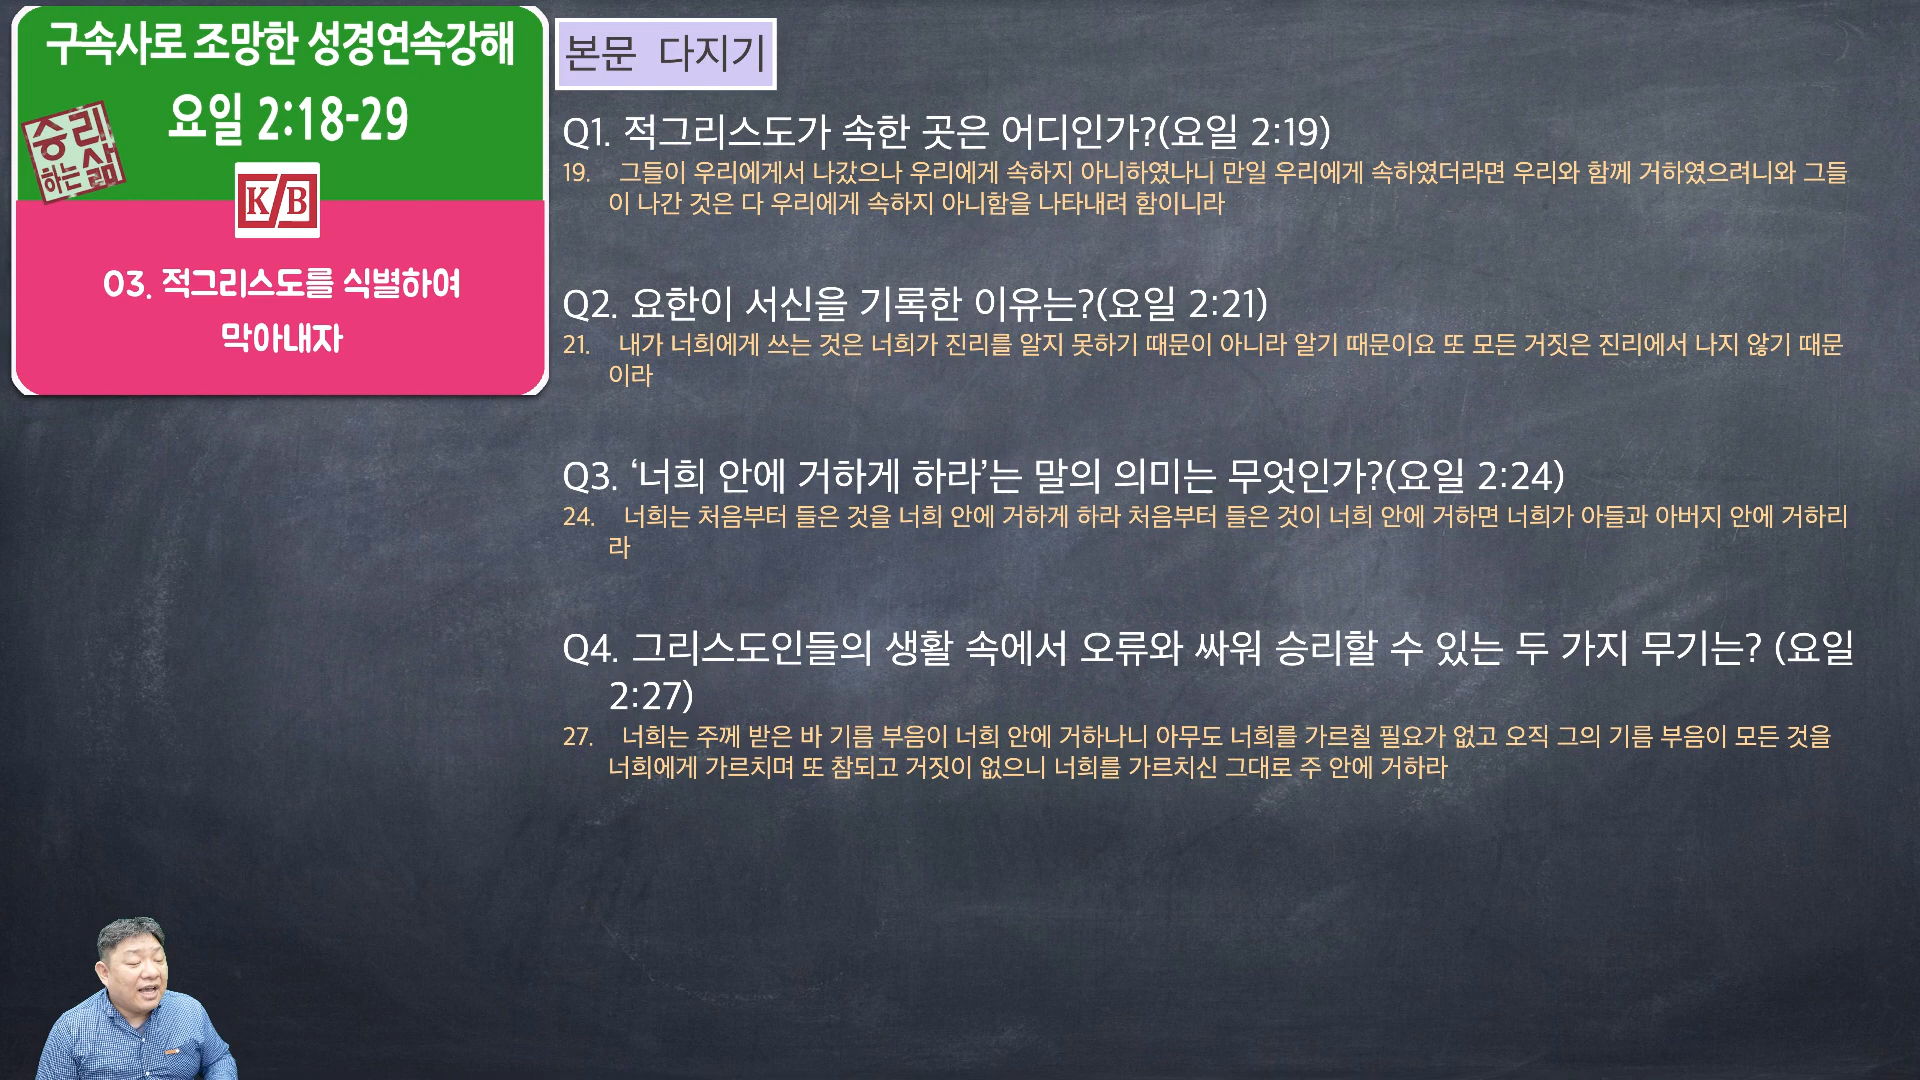 구속사로 조망한 성경연속강해
요일 2:18-29
승리
하는 삶
K/B
03. 적그리스도를 식별하여
막아내자
본문 다지기
Q1. 적그리스도가 속한 곳은 어디인가?(요일 2:19)
19. 그들이 우리에게서 나갔으나 우리에게 속하지 아니하였나니 만일 우리에게 속하였더라면 우리와 함께 거하였으려니와 그들
이 나간 것은 다 우리에게 속하지 아니함을 나타내려 함이니라
Q2. 요한이 서신을 기록한 이유는?(요일 2:21)
21. 내가 너희에게 쓰는 것은 너희가 진리를 알지 못하기 때문이 아니라 알기 때문이요 또 모든 거짓은 진리에서 나지 않기 때문
이라
Q3. ‘너희 안에 거하게 하라’는 말의 의미는 무엇인가?(요일 2:24)
24. 너희는 처음부터 들은 것을 너희 안에 거하게 하라 처음부터 들은 것이 너희 안에 거하면 너희가 아들과 아버지 안에 거하리
라
Q4. 그리스도인들의 생활 속에서 오류와 싸워 승리할 수 있는 두 가지 무기는? (요일
2:27)
27. 너희는 주께 받은 바 기름 부음이 너희 안에 거하나니 아무도 너희를 가르칠 필요가 없고 오직 그의 기름 부음이 모든 것을
너희에게 가르치며 또 참되고 거짓이 없으니 너희를 가르치신 그대로 주 안에 거하라